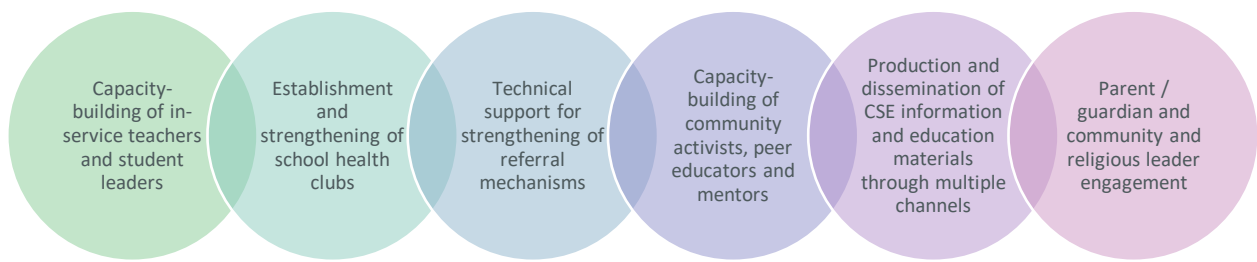 Capacity-
building of in-
service teachers
and student
leaders
Establishment
and
strengthening of
school health
clubs
Technical
support for
strengthening of
referral
mechanisms
Capacity-
building of
community
activists, peer
educators and
mentors
Production and
dissemination of
CSE information
and education
materials
through multiple
channels
Parent /
guardian and
community and
religious leader
engagement